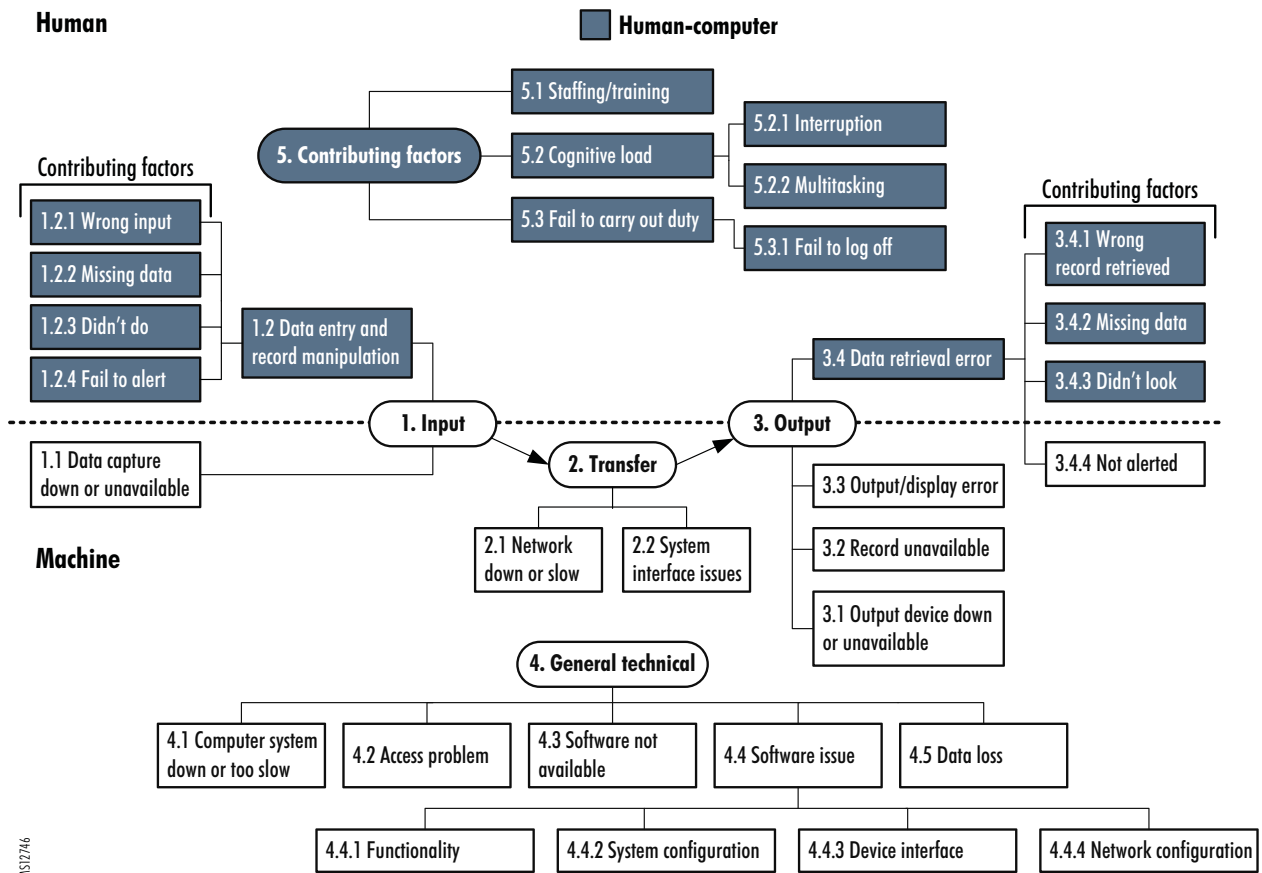 Human
Human-computer
5.1 Staffing/training
5.2.1 Interruption
5. Contributing factors
5.2 Cognitive load
5.2.2 Multitasking
5.3 Fail to carry out duty
5.3.1 Fail to log off
Contributing factors
1.2.1 Wrong input
1.2.2 Missing data
1.2.3 Didn't do
1.2.4 Fail to alert
1.2 Data entry and
record manipulation
Contributing factors
3.4.1 Wrong
record retrieved
3.4.2 Missing data
3.4.3 Didn't look
3.4 Data retrieval error
1. Input
3. Output
2. Transfer
1.1 Data capture
down or unavailable
3.4.4 Not alerted
3.3 Output/display error
2.1 Network
down or slow
2.2 System
interface issues
3.2 Record unavailable
3.1 Output device down
or unavailable
Machine
4. General technical
4.1 Computer system
down or too slow
4.2 Access problem
4.3 Software not
available
4.4 Software issue
4.5 Data loss
4.4.1 Functionality
4.4.2 System configuration
4.4.3 Device interface
4.4.4 Network configuration